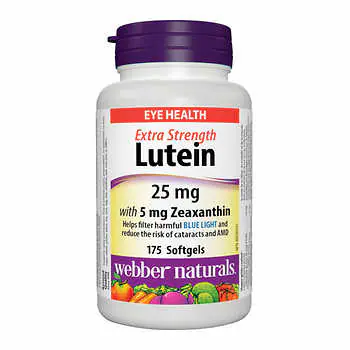 EYE HEALTH
Extra Strength
Lutein
25 mg
with 5 mg Zeaxanthin
Helps filter harmful BLUE LIGHT and
reduce the risk of cataracts and AMD
175 Softgels
webber naturals.